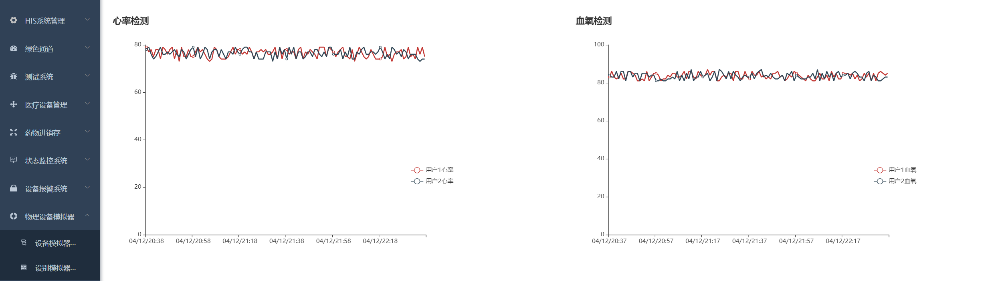 HIS系统管理
绿色通道
测试系统
医疗设备管理
药物进销存
状态监控系统
设备报警系统
物理设备模拟器
设备模拟器...
设别模拟器...
心率检测
80
60
40
20
0
04/12/20:38 04/12/20:58 04/12/21:18 04/12/21:38 04/12/21:58 04/12/22:18
用户1心率
用户2心率
血氧检测
100
80
60
40
20
0
04/12/20:37 04/12/20:57 04/12/21:17 04/12/21:37 04/12/21:57 04/12/22:17
用户1血氧
用户2血氧